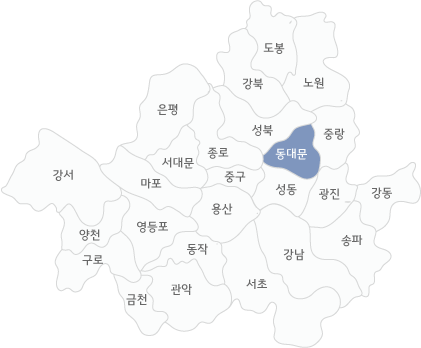 도봉
강북
노원
은평
성북
중랑
동대문
종로
서대문
강서
중구
마포
성동
광진
강동
용산
영등포
양천
송파
동작
강남
구로
서초
관악
금천